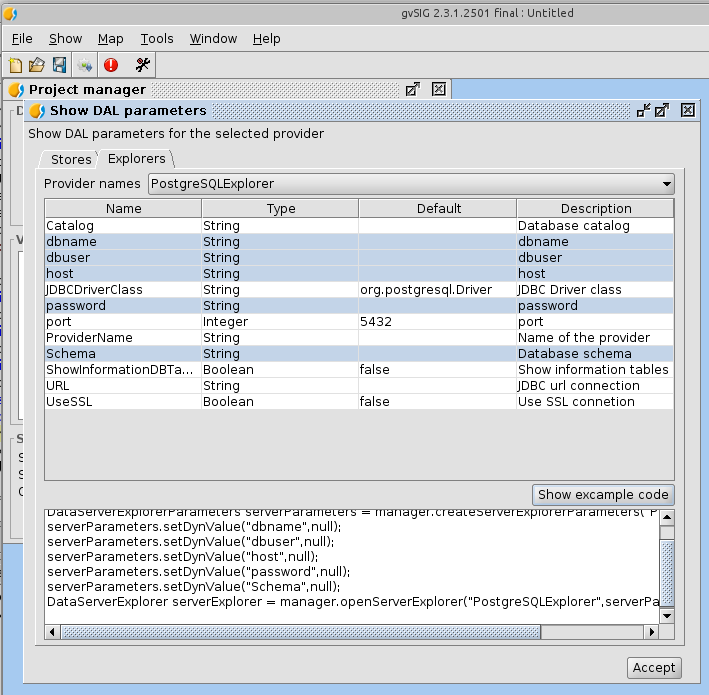 gvSIG 2.3.1.2501 final : Untitled
File Show Map Tools Window Help
Project manager
Show DAL parameters
Show DAL parameters for the selected provider
Stores Explorers
Provider names PostgreSQLExplorer
Name Type Default Description
Catalog String Database catalog
dbname String dbname
dbuser String dbuser
host String host
JDBCDriverClass String org.postgresql.Driver JDBC Driver class
password String password
port Integer 5432 port
ProviderName String Name of the provider
Schema String Database schema
ShowInformationDBTa... Boolean false Show information tables
URL String JDBC url connection
UseSSL Boolean false Use SSL connetion
Show excample code
DataServerExplorerParameters serverParameters = manager.createServerExplorerParameters("P
serverParameters.setDynValue("dbname",null);
serverParameters.setDynValue("dbuser",null);
serverParameters.setDynValue("host",null);
serverParameters.setDynValue("password",null);
serverParameters.setDynValue("Schema",null);
DataServerExplorer serverExplorer = manager.openServerExplorer("PostgreSQLExplorer",serverPa
Accept